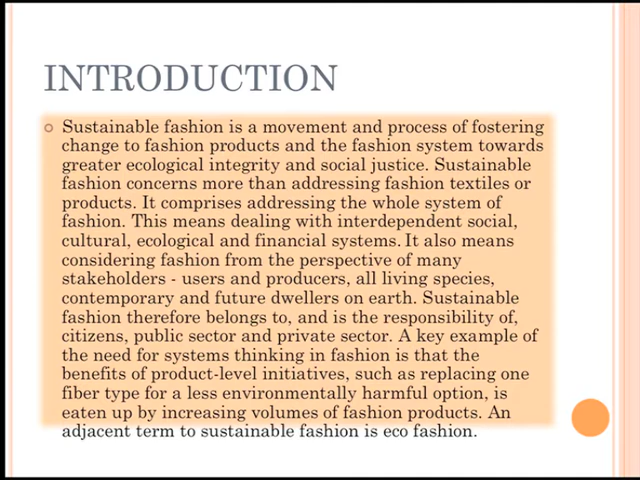 INTRODUCTION
Sustainable fashion is a movement and process of fostering
change to fashion products and the fashion system towards
greater ecological integrity and social justice. Sustainable
fashion concerns more than addressing fashion textiles or
products. It comprises addressing the whole system of
fashion. This means dealing with interdependent social,
cultural, ecological and financial systems. It also means
considering fashion from the perspective of many
stakeholders - users and producers, all living species,
contemporary and future dwellers on earth. Sustainable
fashion therefore belongs to, and is the responsibility of,
citizens, public sector and private sector. A key example of
the need for systems thinking in fashion is that the
benefits of product-level initiatives, such as replacing one
fiber type for a less environmentally harmful option, is
eaten up by increasing volumes of fashion products. An
adjacent term to sustainable fashion is eco fashion.